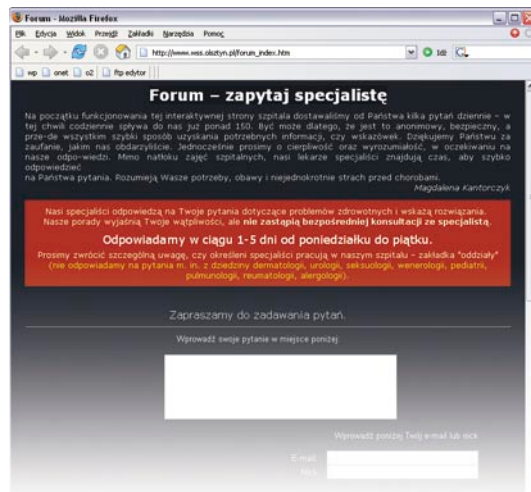 Forum - Mozilla Firefox
Plik Edycja Widok Przejdź Zakładki Narzędzia Pomoc
http://www.wss.olsztyn.pl/forum_index.htm
Idź
wp onet o2 ftp edytor
Forum – zapytaj specjalistę
Na początku funkcjonowania tej interaktywnej strony szpitala dostawaliśmy od Państwa kilka pytań dziennie – w
tej chwili codziennie spływa do nas już ponad 150. Być może dlatego, że jest to anonimowy, bezpieczny, a
prze-de wszystkim szybki sposób uzyskania potrzebnych informacji, czy wskazówek. Dziękujemy Państwu za
zaufanie, jakim nas obdarzyliście. Jednocześnie prosimy o cierpliwość oraz wyrozumiałość, w oczekiwaniu na
nasze odpo-wiedzi. Mimo natłoku zajęć szpitalnych, nasi lekarze specjaliści znajdują czas, aby szybko
odpowiedzieć
na Państwa pytania. Rozumieją Wasze potrzeby, obawy i niejednokrotnie strach przed chorobami.
Magdalena Kantorczyk
Nasi specjaliści odpowiedzą na Twoje pytania dotyczące problemów zdrowotnych i wskażą rozwiązania.
Nasze porady wyjaśnią Twoje wątpliwości, ale nie zastąpią bezpośredniej konsultacji ze specjalistą.
Odpowiadamy w ciągu 1-5 dni od poniedziałku do piątku.
Prosimy zwrócić szczególną uwagę, czy określeni specjaliści pracują w naszym szpitalu – zakładka "oddziały"
(nie odpowiadamy na pytania m. in. z dziedziny dermatologii, urologii, seksuologii, wenerologii, pediatrii,
pulmunologii, reumatologii, alergologii).
Zapraszamy do zadawania pytań.
Wprowadź swoje pytanie w miejsce poniżej:
Wprowadź poniżej Twój e-mail lub nick
E-mail:
Nick: